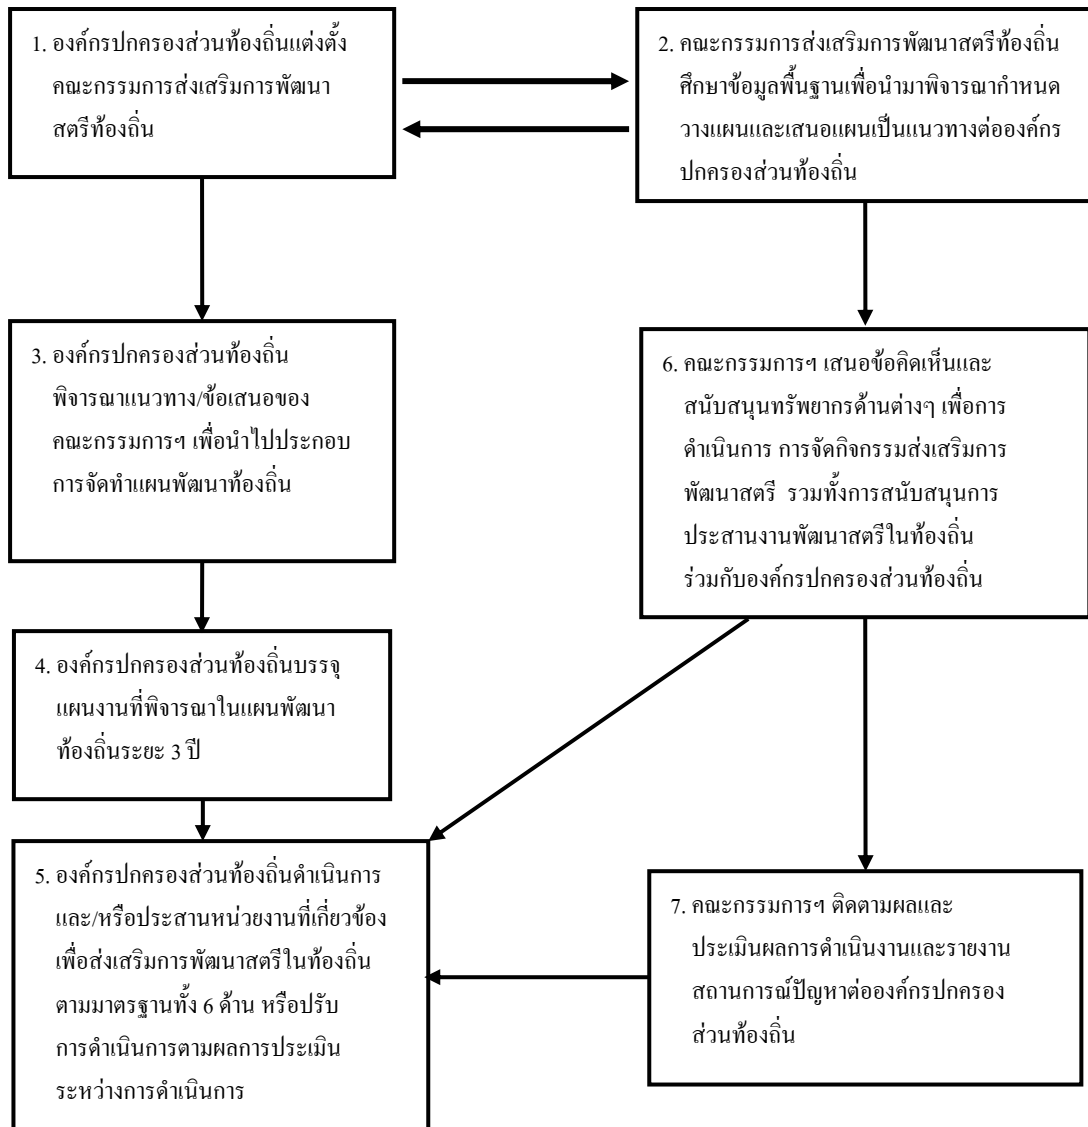 1. องค์กรปกครองส่วนท้องถิ่นแต่งตั้ง
คณะกรรมการส่งเสริมการพัฒนา
สตรีท้องถิ่น
2. คณะกรรมการส่งเสริมการพัฒนาสตรีท้องถิ่น
ศึกษาข้อมูลพื้นฐานเพื่อนำมาพิจารณากำหนด
วางแผนและเสนอแผนเป็นแนวทางต่อองค์กร
ปกครองส่วนท้องถิ่น
3. องค์กรปกครองส่วนท้องถิ่น
พิจารณาแนวทาง/ข้อเสนอของ
คณะกรรมการฯ เพื่อนำไปประกอบ
การจัดทำแผนพัฒนาท้องถิ่น
6. คณะกรรมการฯ เสนอข้อคิดเห็นและ
สนับสนุนทรัพยากรด้านต่างๆ เพื่อการ
ดำเนินการ การจัดกิจกรรมส่งเสริมการ
พัฒนาสตรี รวมทั้งการสนับสนุนการ
ประสานงานพัฒนาสตรีในท้องถิ่น
ร่วมกับองค์กรปกครองส่วนท้องถิ่น
4. องค์กรปกครองส่วนท้องถิ่นบรรจุ
แผนงานที่พิจารณาในแผนพัฒนา
ท้องถิ่นระยะ 3 ปี
5. องค์กรปกครองส่วนท้องถิ่นดำเนินการ
และ/หรือประสานหน่วยงานที่เกี่ยวข้อง
เพื่อส่งเสริมการพัฒนาสตรีในท้องถิ่น
ตามมาตรฐานทั้ง 6 ด้าน หรือปรับ
การดำเนินการตามผลการประเมิน
ระหว่างการดำเนินการ
7. คณะกรรมการฯ ติดตามผลและ
ประเมินผลการดำเนินงานและรายงาน
สถานการณ์ปัญหาต่อองค์กรปกครอง
ส่วนท้องถิ่น